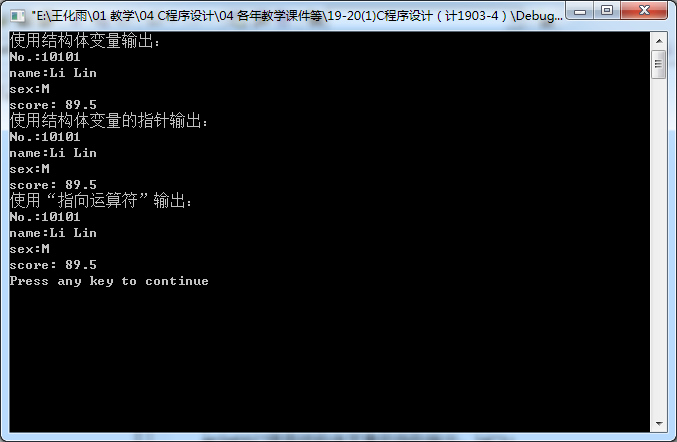 "E:\王化雨\01 教学\04 C程序设计\04 各年教学课件等\19-20(1)C程序设计（计1903-4）\Debug...
使用结构体变量输出：
No.:10101
name:Li Lin
sex:M
score: 89.5
使用结构体变量的指针输出：
No.:10101
name:Li Lin
sex:M
score: 89.5
使用“指向运算符”输出：
No.:10101
name:Li Lin
sex:M
score: 89.5
Press any key to continue